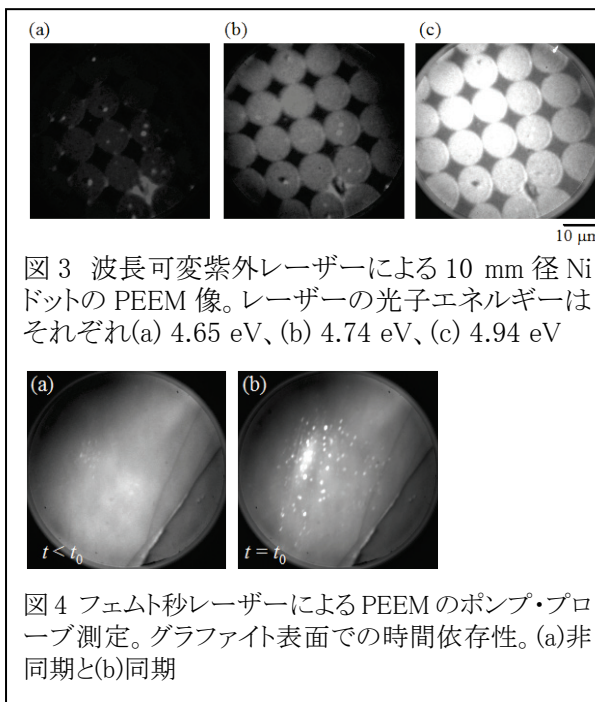 (a) (b) (c)
10 μm
図 3 波長可変紫外レーザーによる 10 mm 径 Ni
ドットの PEEM 像。レーザーの光子エネルギーは
それぞれ(a) 4.65 eV、(b) 4.74 eV、(c) 4.94 eV
(a) (b)
t < t0 t = t0
図 4 フェムト秒レーザーによる PEEM のポンプ・プロ
ーブ測定。グラファイト表面での時間依存性。(a)非
同期と(b)同期